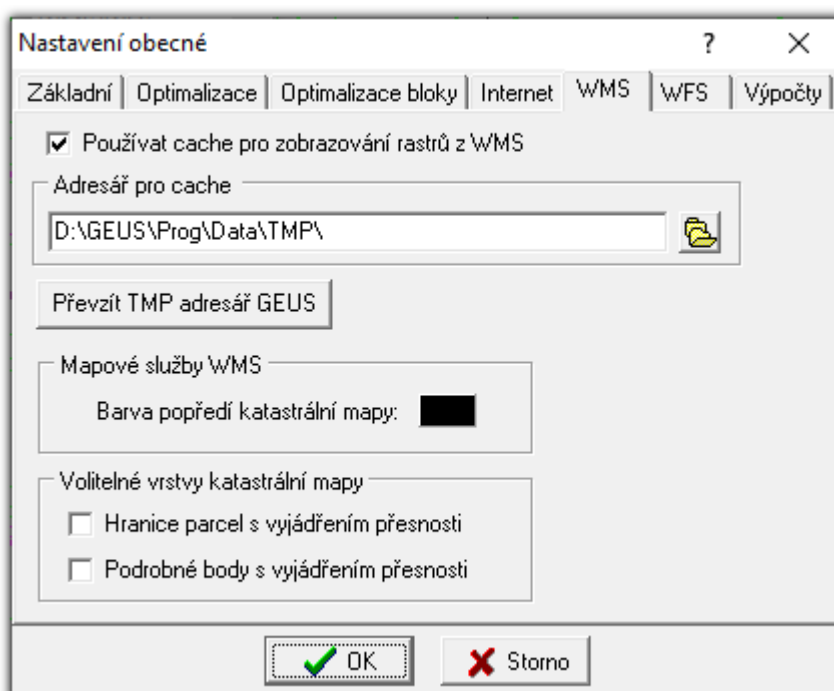 Nastavení obecné
Základní Optimalizace Optimalizace bloky Internet WMS WFS Výpočty
Používat cache pro zobrazování rastrů z WMS
Adresář pro cache
D:\GEUS\Prog\Data\TMP\
Převzít TMP adresář GEUS
Mapové služby WMS
Barva popředí katastrální mapy:
Volitelné vrstvy katastrální mapy
Hranice parcel s vyjádřením přesnosti
Podrobné body s vyjádřením přesnosti
OK Storno